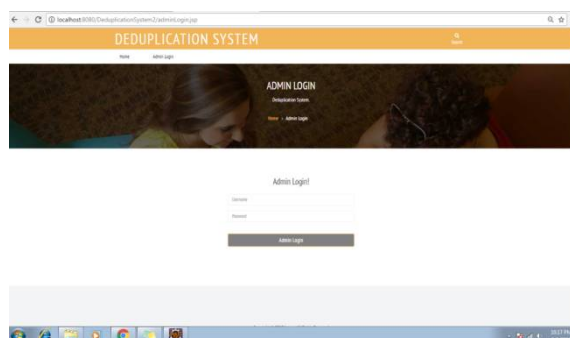 localhost:8080/DeduplicationSystem2/adminLogin.jsp
DEDUPLICATION SYSTEM
Search
Home Admin Login
ADMIN LOGIN
Deduplication System.
Home > Admin Login
Admin Login!
Username
Password
Admin Login